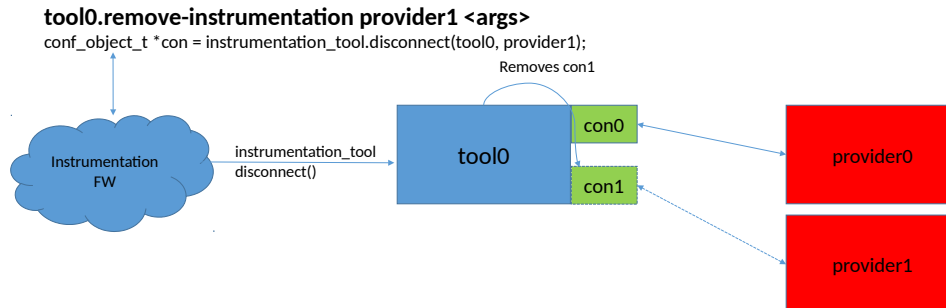 tool0.remove-instrumentation provider1 <args>
conf_object_t *con = instrumentation_tool.disconnect(tool0, provider1);
Removes con1
con0
Instrumentation
FW
instrumentation_tool
disconnect()
tool0
provider0
con1
provider1